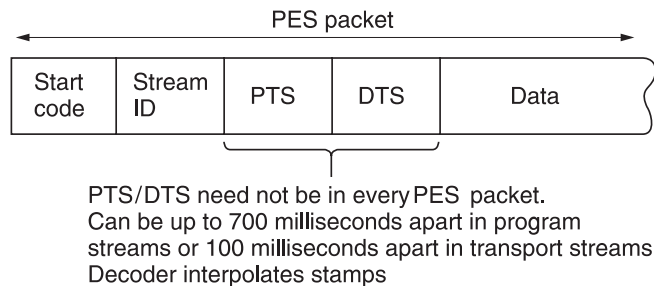 PES packet
Start
code
Stream
ID
PTS
DTS
Data
PTS/DTS need not be in every PES packet.
Can be up to 700 milliseconds apart in program
streams or 100 milliseconds apart in transport streams
Decoder interpolates stamps